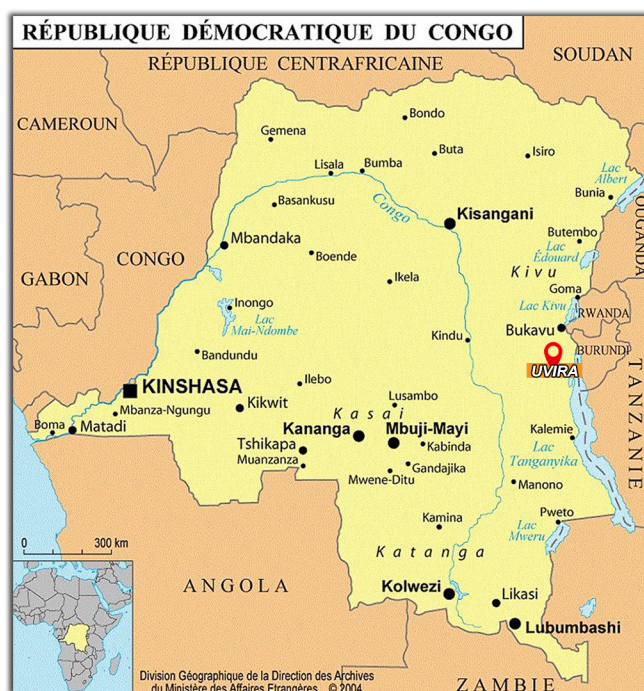 RÉPUBLIQUE DÉMOCRATIQUE DU CONGO
SOUDAN
RÉPUBLIQUE CENTRAFRICAINE
CAMEROUN
Bondo
Gemena
Buta
Isiro
Lisala
Bumba
Lac
Albert
Bunia
Basankusu
Congo
Kisangani
OUGANDA
Mbandaka
Butembo
CONGO
Boende
Lac
Édouard
Kivu
GABON
Ikela
Goma
Inongo
Lac Kivu
RWANDA
Lac
Mai-Ndombe
Bukavu
Kindu
Bandundu
BURUNDI
UVIRA
TANZANIE
KINSHASA
Ilebo
Mbanza-Ngungu
Kikwit
Lusambo
Kasai
Boma
Matadi
Kananga
Mbuji-Mayi
Kalemie
Tshikapa
Kabinda
Lac
Tanganyika
Muanzanza
Gandajika
Mwene-Ditu
Manono
Kamina
Pweto
Lac
Mweru
0 300 km
Katanga
ANGOLA
Kolwezi
Likasi
Lubumbashi
Division Géographique de la Direction des Archives
du Ministère des Affaires Etrangères © 2004
ZAMBIE